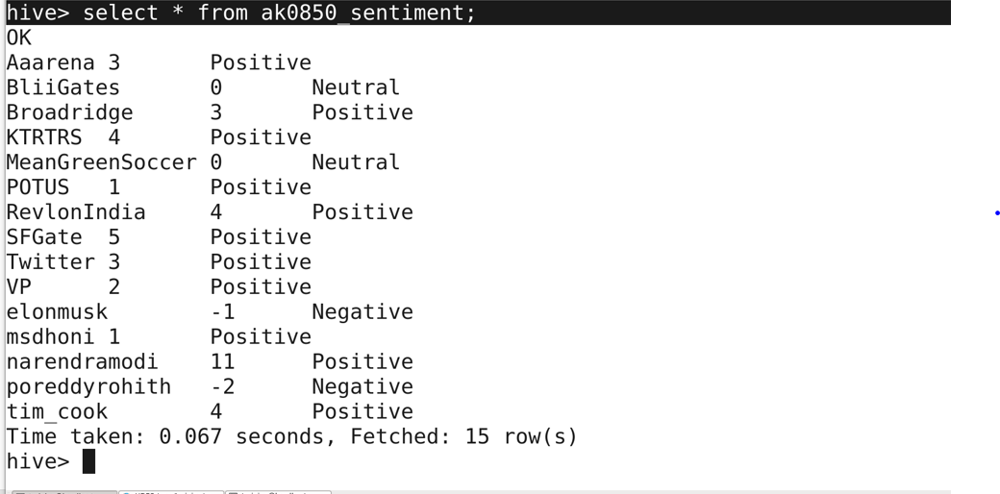 hive> select * from ak0850_sentiment;
OK
Aaarena 3 Positive
BliiGates 0 Neutral
Broadridge 3 Positive
KTRTRS 4 Positive
MeanGreenSoccer 0 Neutral
POTUS 1 Positive
RevlonIndia 4 Positive
SFGate 5 Positive
Twitter 3 Positive
VP 2 Positive
elonmusk -1 Negative
msdhoni 1 Positive
narendramodi 11 Positive
poreddyrohith -2 Negative
tim_cook 4 Positive
Time taken: 0.067 seconds, Fetched: 15 row(s)
hive>